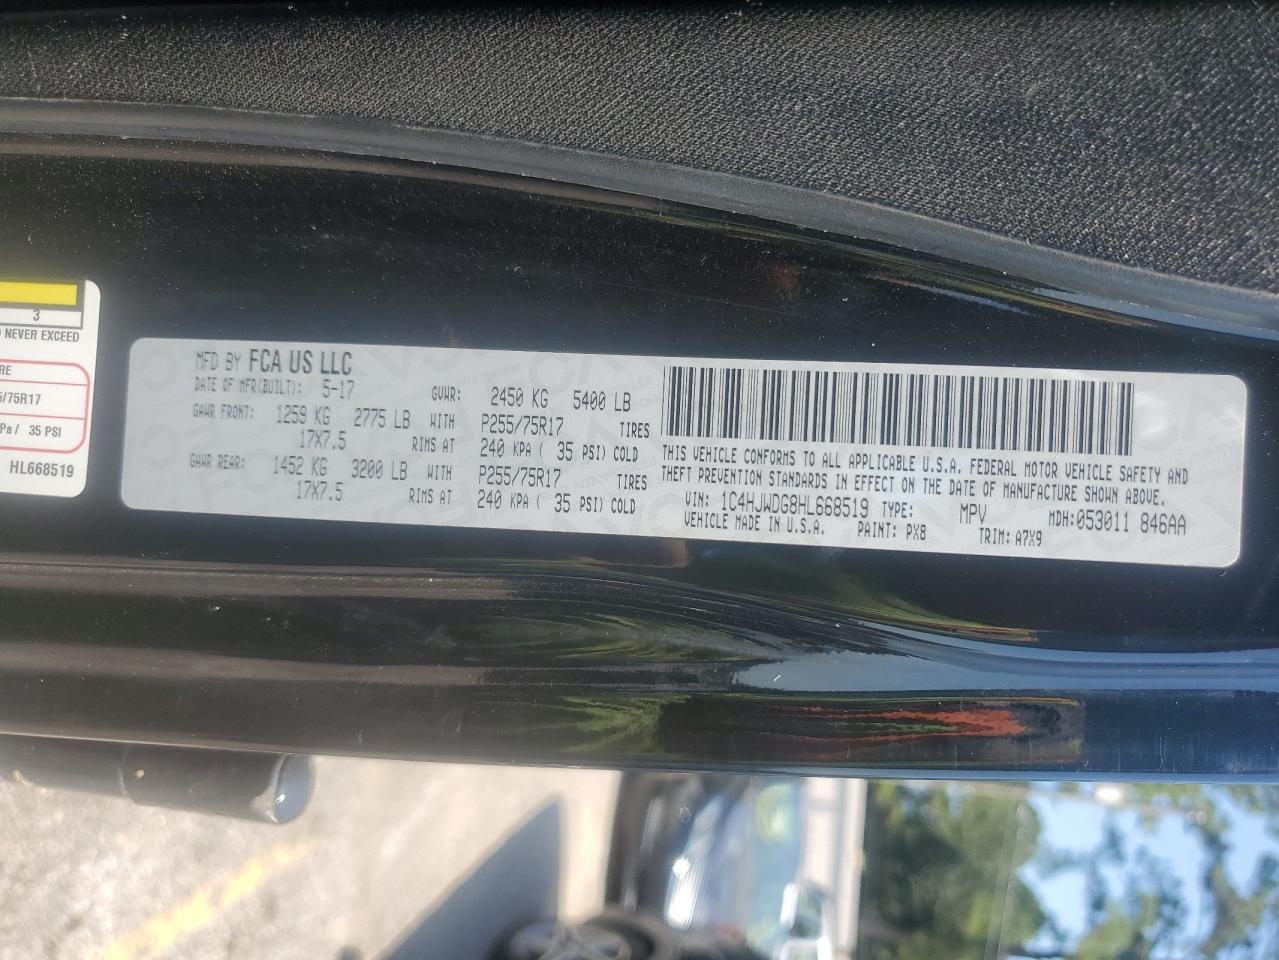 3
NEVER EXCEED
RE
5/75R17
Pa / 35 PSI
HL668519
MFD BY FCA US LLC
DATE OF MFR(BUILT): 5-17 GVWR: 2450 KG 5400 LB
GAWR FRONT: 1259 KG 2775 LB WITH P255/75R17 TIRES
17X7.5 RIMS AT 240 KPA ( 35 PSI) COLD
GAWR REAR: 1452 KG 3200 LB WITH P255/75R17 TIRES
17X7.5 RIMS AT 240 KPA ( 35 PSI) COLD
THIS VEHICLE CONFORMS TO ALL APPLICABLE U.S.A. FEDERAL MOTOR VEHICLE SAFETY AND
THEFT PREVENTION STANDARDS IN EFFECT ON THE DATE OF MANUFACTURE SHOWN ABOVE.
VIN: 1C4HJWDG8HL668519 TYPE: MPV MDH:053011 846AA
VEHICLE MADE IN U.S.A. PAINT: PX8 TRIM: A7X9